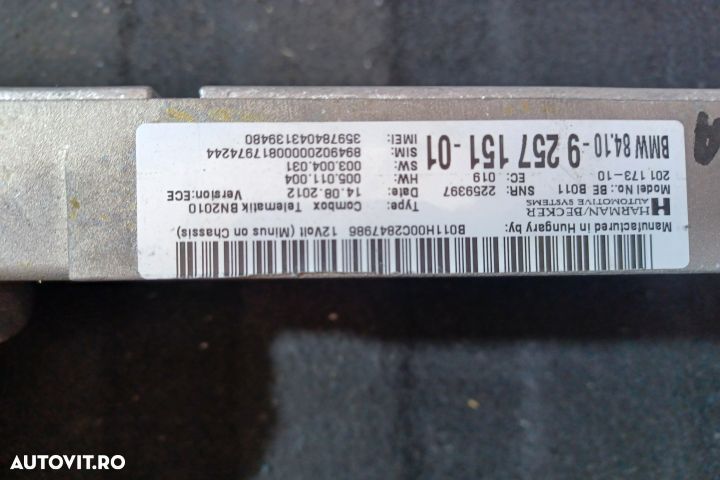 B011H000C2847986 12Volt (Minus on Chassis)
Manufactured in Hungary by:
HARMAN/BECKER
AUTOMOTIVE SYSTEMS
Type: Combox Telematik BN2010
Date: 14.08.2012 Version:ECE
HW: 005.011.004
SW: 003.004.031
SIM: 89490200000817974244
IMEI: 359784043139480
Model No.: BE B011 SNR: 2259397
201.173-10 EC: 019
BMW 84.10-9 257 151-01
A
AUTOVIT.RO